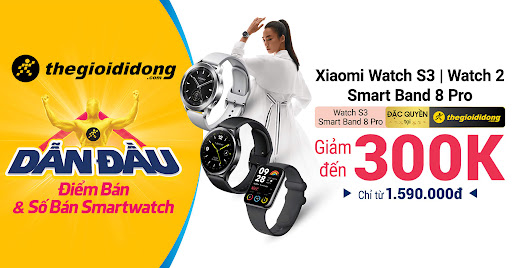 thegioididong
.com
DẪN ĐẦU
Điểm Bán
& Số Bán Smartwatch
Xiaomi Watch S3 | Watch 2
Smart Band 8 Pro
Watch S3
Smart Band 8 Pro
ĐẶC QUYỀN
tại
thegioididong
Giảm
đến
300K
Chỉ từ 1.590.000đ